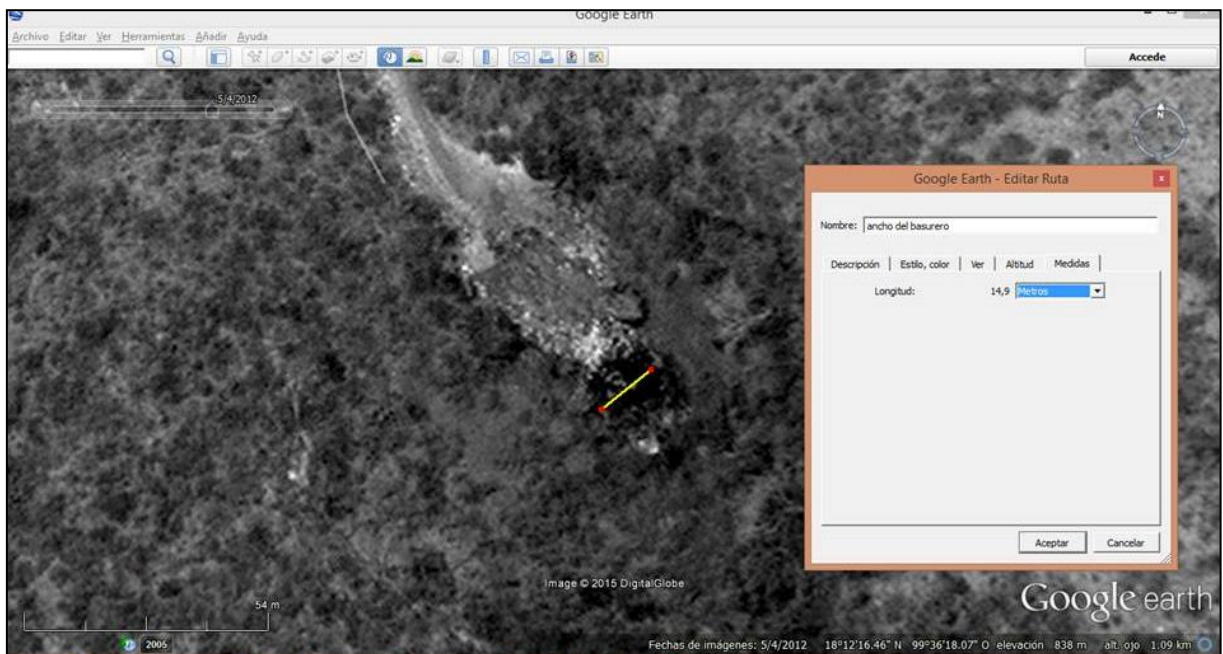 Google Earth
Archivo Editar Ver Herramientas Añadir Ayuda
Accede
5/4/2012
N
Google Earth - Editar Ruta
Nombre: ancho del basurero
Descripción Estilo, color Ver Altitud Medidas
Longitud: 14,9 Metros
Aceptar Cancelar
Image © 2015 DigitalGlobe
Google earth
54 m
2005
Fechas de imágenes: 5/4/2012 18°12'16.46" N 99°36'18.07" O elevación 838 m alt. ojo 1.09 km